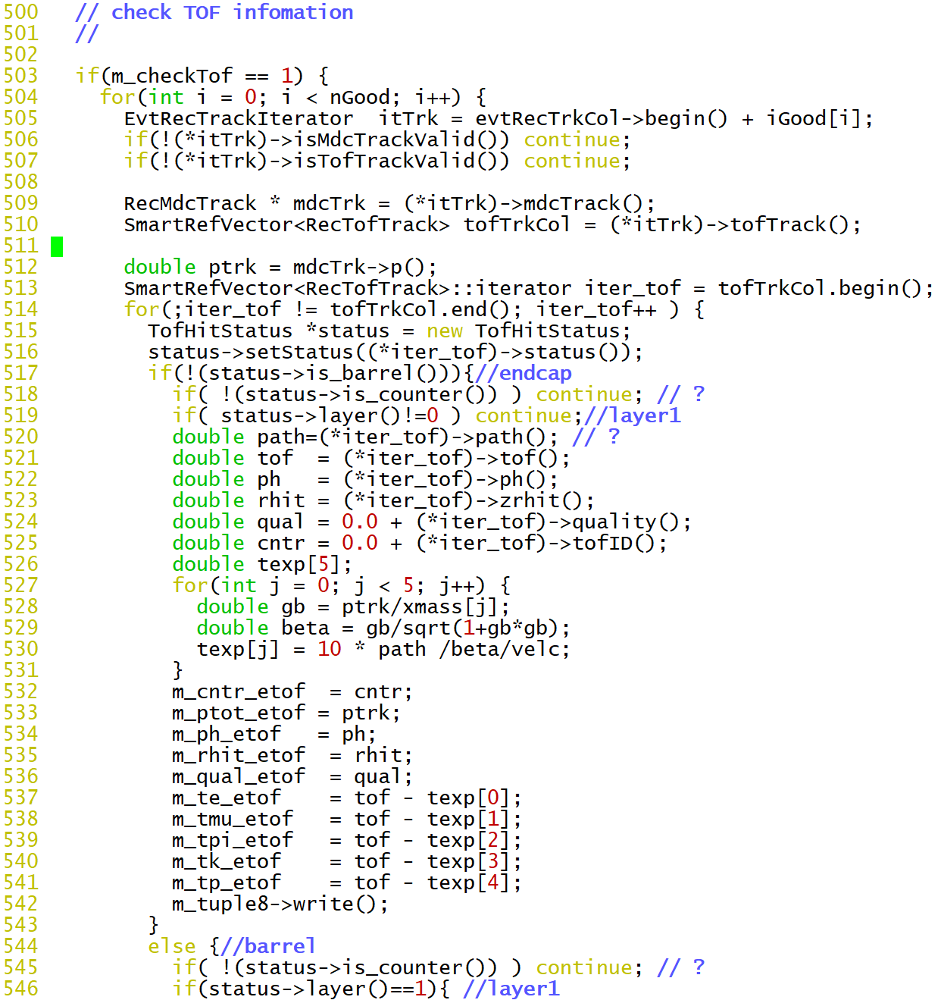 500   // check TOF infomation
501   //
502
503   if(m_checkTof == 1) {
504     for(int i = 0; i < nGood; i++) {
505       EvtRecTrackIterator  itTrk = evtRecTrkCol->begin() + iGood[i];
506       if(!(*itTrk)->isMdcTrackValid()) continue;
507       if(!(*itTrk)->isTofTrackValid()) continue;
508
509       RecMdcTrack * mdcTrk = (*itTrk)->mdcTrack();
510       SmartRefVector<RecTofTrack> tofTrkCol = (*itTrk)->tofTrack();
511
512       double ptrk = mdcTrk->p();
513       SmartRefVector<RecTofTrack>::iterator iter_tof = tofTrkCol.begin();
514       for(;iter_tof != tofTrkCol.end(); iter_tof++ ) {
515         TofHitStatus *status = new TofHitStatus;
516         status->setStatus((*iter_tof)->status());
517         if(!(status->is_barrel())){//endcap
518           if( !(status->is_counter()) ) continue; // ?
519           if( status->layer()!=0 ) continue;//layer1
520           double path=(*iter_tof)->path(); // ?
521           double tof  = (*iter_tof)->tof();
522           double ph   = (*iter_tof)->ph();
523           double rhit = (*iter_tof)->zrhit();
524           double qual = 0.0 + (*iter_tof)->quality();
525           double cntr = 0.0 + (*iter_tof)->tofID();
526           double texp[5];
527           for(int j = 0; j < 5; j++) {
528             double gb = ptrk/xmass[j];
529             double beta = gb/sqrt(1+gb*gb);
530             texp[j] = 10 * path /beta/velc;
531           }
532           m_cntr_etof  = cntr;
533           m_ptot_etof = ptrk;
534           m_ph_etof   = ph;
535           m_rhit_etof  = rhit;
536           m_qual_etof  = qual;
537           m_te_etof    = tof - texp[0];
538           m_tmu_etof   = tof - texp[1];
539           m_tpi_etof   = tof - texp[2];
540           m_tk_etof    = tof - texp[3];
541           m_tp_etof    = tof - texp[4];
542           m_tuple8->write();
543         }
544         else {//barrel
545           if( !(status->is_counter()) ) continue; // ?
546           if(status->layer()==1){ //layer1